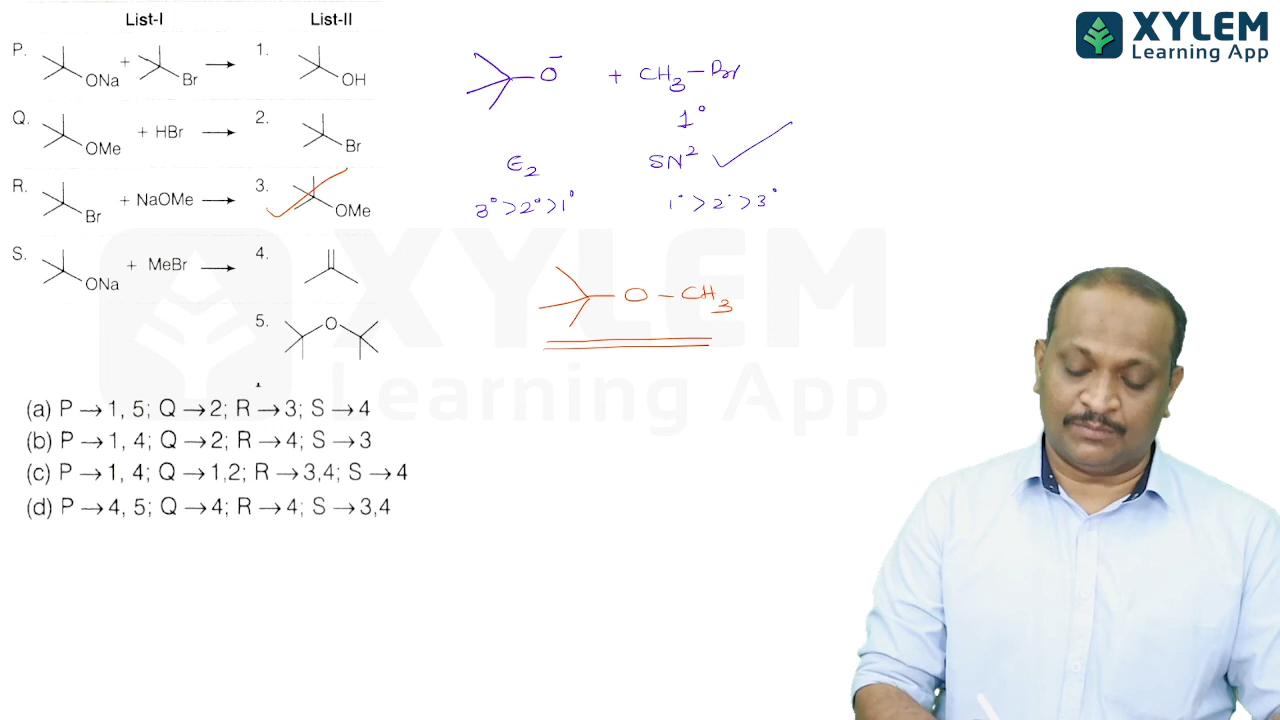 XYLEM
Learning App
List-I List-II
P. ONa + Br → 1. OH
Q. OMe + HBr → 2. Br
R. Br + NaOMe → 3. OMe
S. ONa + MeBr → 4.
5. O
(a) P → 1, 5; Q → 2; R → 3; S → 4
(b) P → 1, 4; Q → 2; R → 4; S → 3
(c) P → 1, 4; Q → 1,2; R → 3,4; S → 4
(d) P → 4, 5; Q → 4; R → 4; S → 3,4
O⁻ + CH₃ – Br
1°
E₂ SN²
3° > 2° > 1° 1° > 2° > 3°
O – CH₃
XYLEM
Learning App